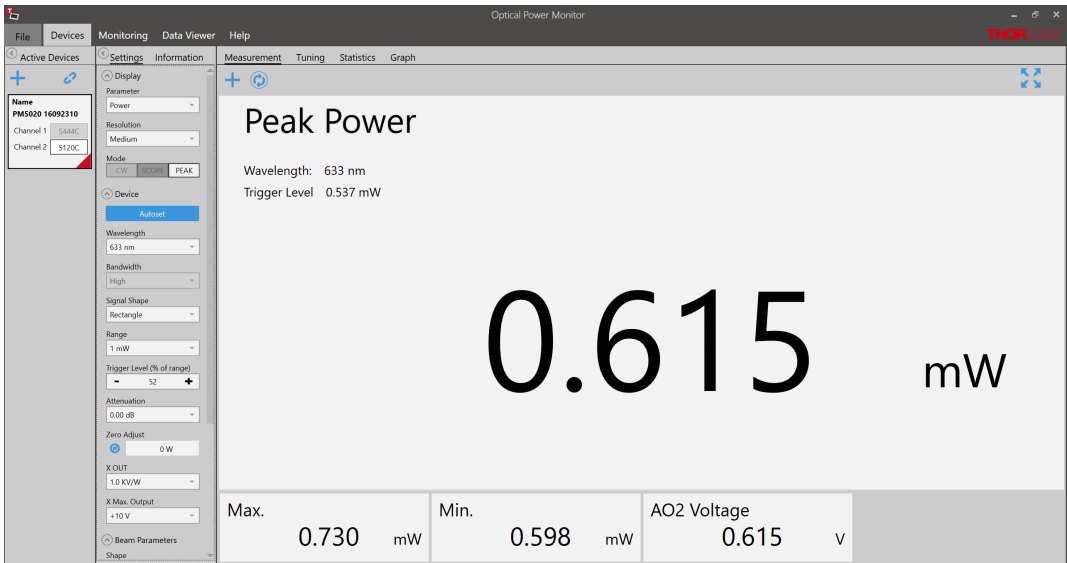 Optical Power Monitor
File Devices Monitoring Data Viewer Help
Active Devices
Name
PM5020 16092310
Channel 1 S444C
Channel 2 S120C
Settings Information
Display
Parameter
Power
Resolution
Medium
Mode
CW SCOPE PEAK
Device
Autoset
Wavelength
633 nm
Bandwidth
High
Signal Shape
Rectangle
Range
1 mW
Trigger Level (% of range)
- 52 +
Attenuation
0.00 dB
Zero Adjust
0 W
X OUT
1.0 KV/W
X Max. Output
+10 V
Beam Parameters
Shape
Measurement Tuning Statistics Graph
Peak Power
Wavelength: 633 nm
Trigger Level 0.537 mW
0.615 mW
Max.
0.730 mW
Min.
0.598 mW
AO2 Voltage
0.615 V